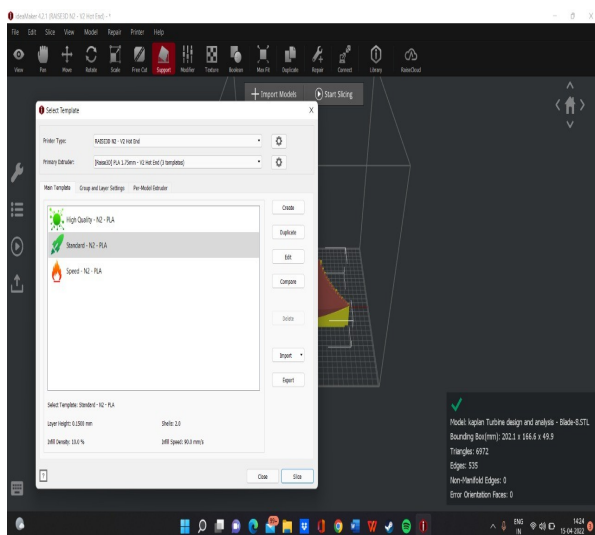 ideaMaker 4.2.1 (RAISE3D N2 - V2 Hot End) - *
File Edit Slice View Model Repair Printer Help
View Pan Move Rotate Scale Free Cut Support Modifier Texture Boolean Max Fit Duplicate Repair Connect Library RaiseCloud
Import Models Start Slicing
Select Template X
Printer Type: RAISE3D N2 - V2 Hot End
Primary Extruder: [Raise3D] PLA 1.75mm - V2 Hot End (3 templates)
Main Template Group and Layer Settings Per-Model Extruder
High Quality - N2 - PLA
Standard - N2 - PLA
Speed - N2 - PLA
Create
Duplicate
Edit
Compare
Delete
Import
Export
Select Template: Standard - N2 - PLA
Layer Height: 0.1500 mm Shells: 2.0
Infill Density: 10.0 % Infill Speed: 90.0 mm/s
? Close Slice
Model: kaplan Turbine design and analysis - Blade-8.STL
Bounding Box(mm): 202.1 x 166.6 x 49.9
Triangles: 6972
Edges: 535
Non-Manifold Edges: 0
Error Orientation Faces: 0
99+
ENG
IN
1424
15-04-2022